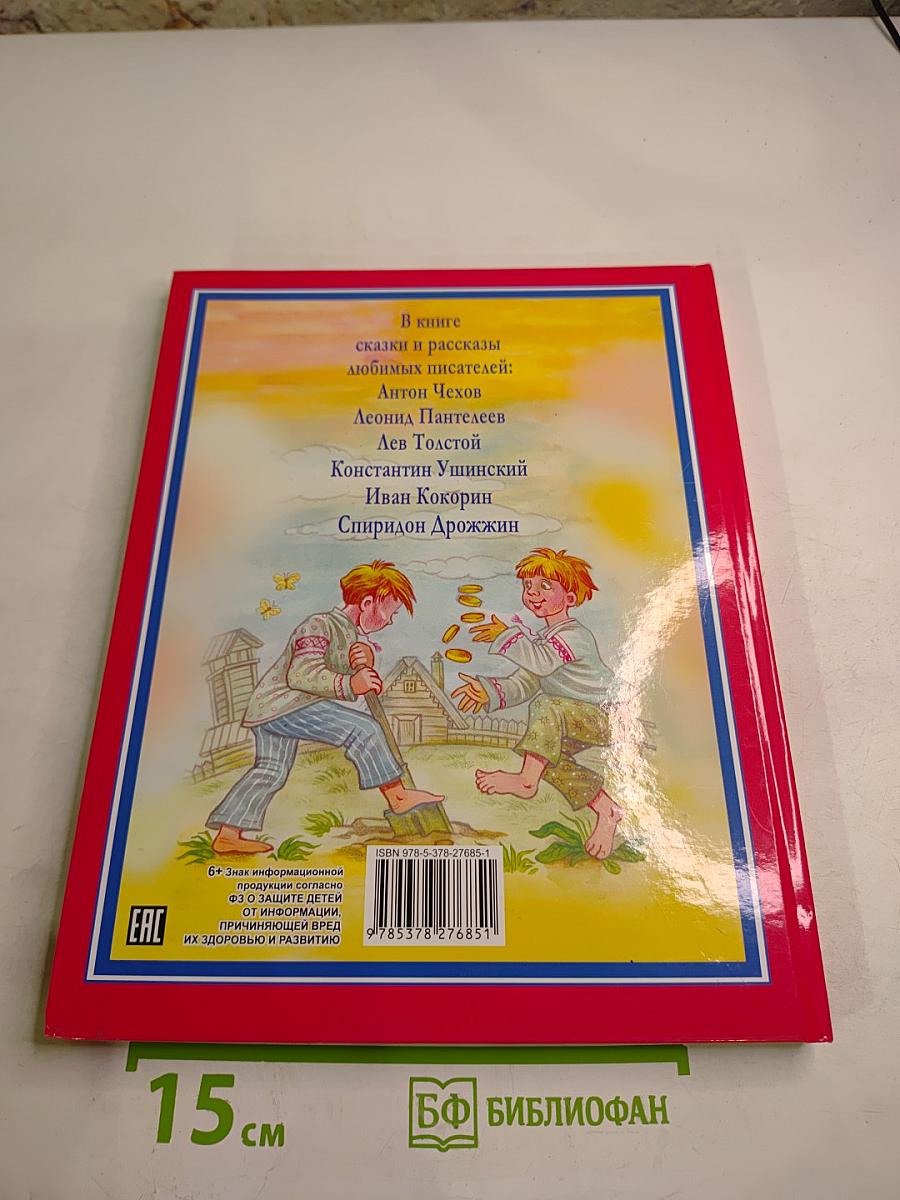 В книге
сказки и рассказы
любимых писателей:
Антон Чехов
Леонид Пантелеев
Лев Толстой
Константин Ушинский
Иван Кокорин
Спиридон Дрожжин
6+ Знак информационной
продукции согласно
ФЗ О ЗАЩИТЕ ДЕТЕЙ
ОТ ИНФОРМАЦИИ,
ПРИЧИНЯЮЩЕЙ ВРЕД
ИХ ЗДОРОВЬЮ И РАЗВИТИЮ
EAC
ISBN 978-5-378-27685-1
9 785378 276851
15 см
БФ БИБЛИОФАН